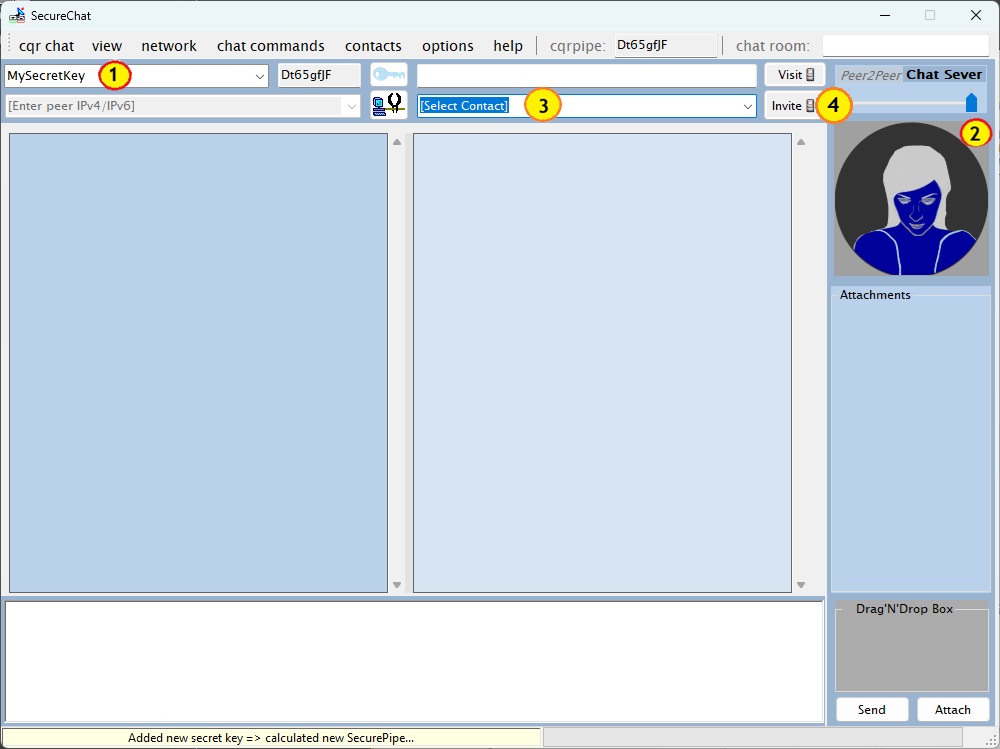 SecureChat
cqr chat view network chat commands contacts options help cqrpipe: Dt65gfJF chat room:
MySecretKey 1 Dt65gfJF Visit Peer2Peer Chat Sever
[Enter peer IPv4/IPv6] [Select Contact] 3 Invite 4
2
Attachments
Drag'N'Drop Box
Send Attach
Added new secret key => calculated new SecurePipe...